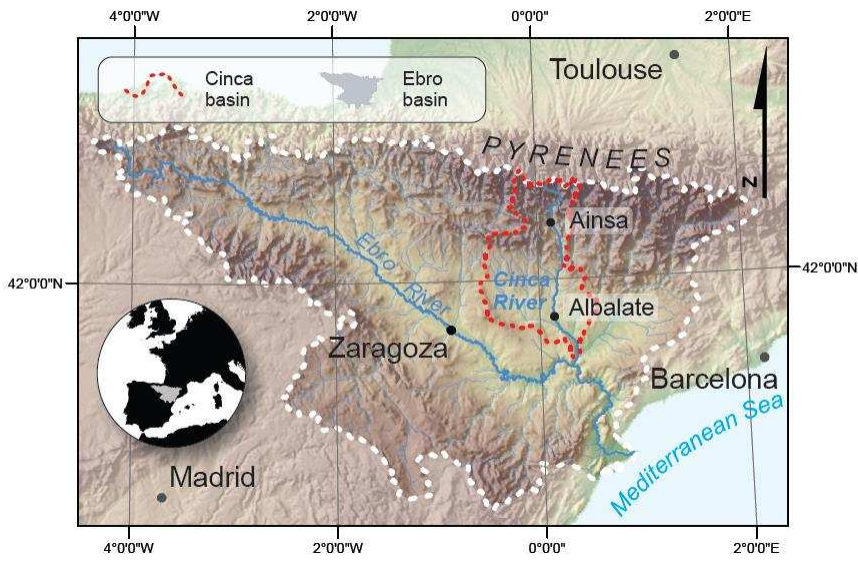 4°0'0"W 2°0'0"W 0°0'0" 2°0'0"E
Cinca
basin
Ebro
basin
Toulouse
PYRENEES
N
Ainsa
Ebro River
42°0'0"N
42°0'0"N
Cinca
River
Albalate
Zaragoza
Barcelona
Mediterranean Sea
Madrid
4°0'0"W 2°0'0"W 0°0'0" 2°0'0"E